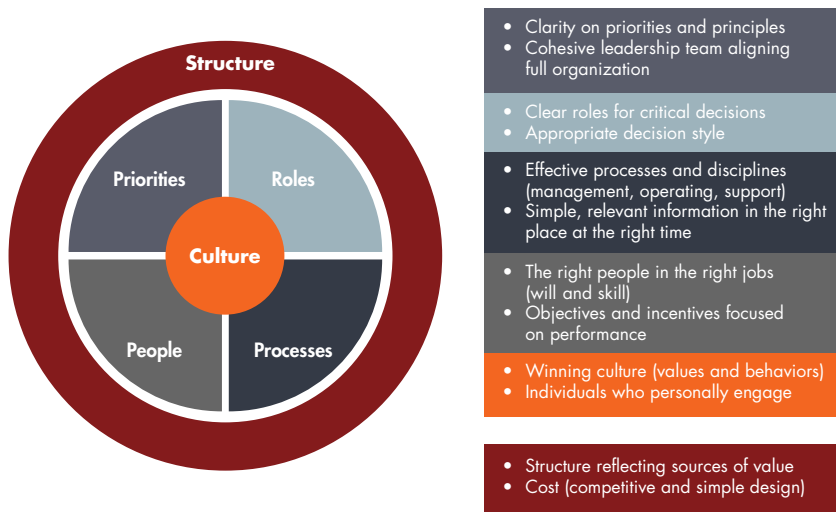 Structure
Priorities
Roles
Culture
People
Processes
• Clarity on priorities and principles
• Cohesive leadership team aligning
full organization
• Clear roles for critical decisions
• Appropriate decision style
• Effective processes and disciplines
(management, operating, support)
• Simple, relevant information in the right
place at the right time
• The right people in the right jobs
(will and skill)
• Objectives and incentives focused
on performance
• Winning culture (values and behaviors)
• Individuals who personally engage
• Structure reflecting sources of value
• Cost (competitive and simple design)